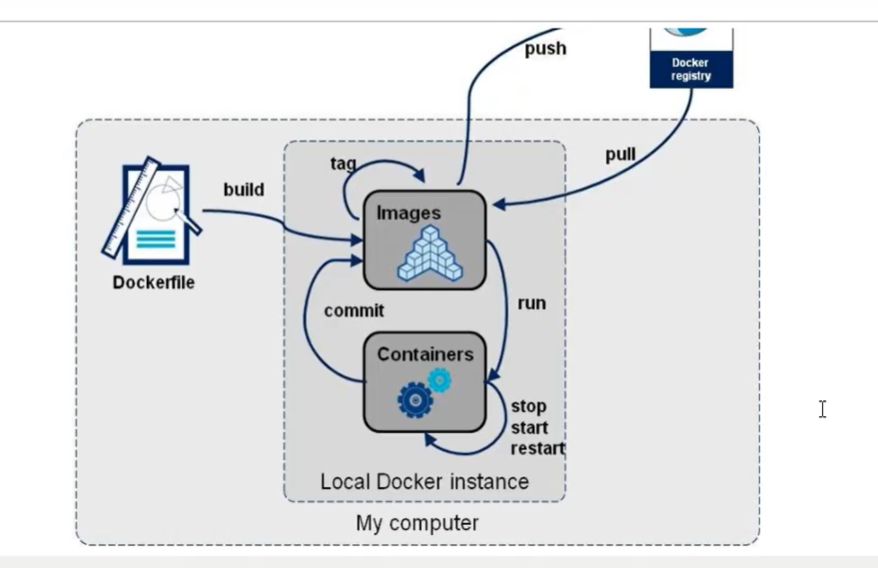 push
Docker
registry
pull
tag
build
Images
Dockerfile
commit
run
Containers
stop
start
restart
Local Docker instance
My computer